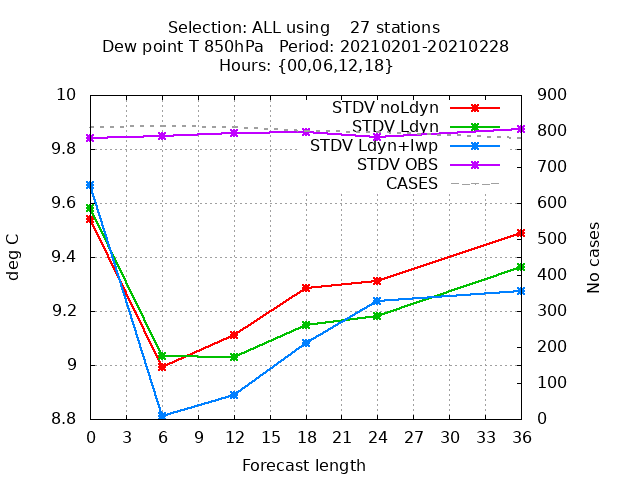 Selection: ALL using    27 stations
Dew point T 850hPa   Period: 20210201-20210228
Hours: {00,06,12,18}
10
9.8
9.6
9.4
9.2
9
8.8
deg C
STDV noLdyn
STDV Ldyn
STDV Ldyn+lwp
STDV OBS
CASES
900
800
700
600
500
400
300
200
100
0
No cases
0 3 6 9 12 15 18 21 24 27 30 33 36
Forecast length